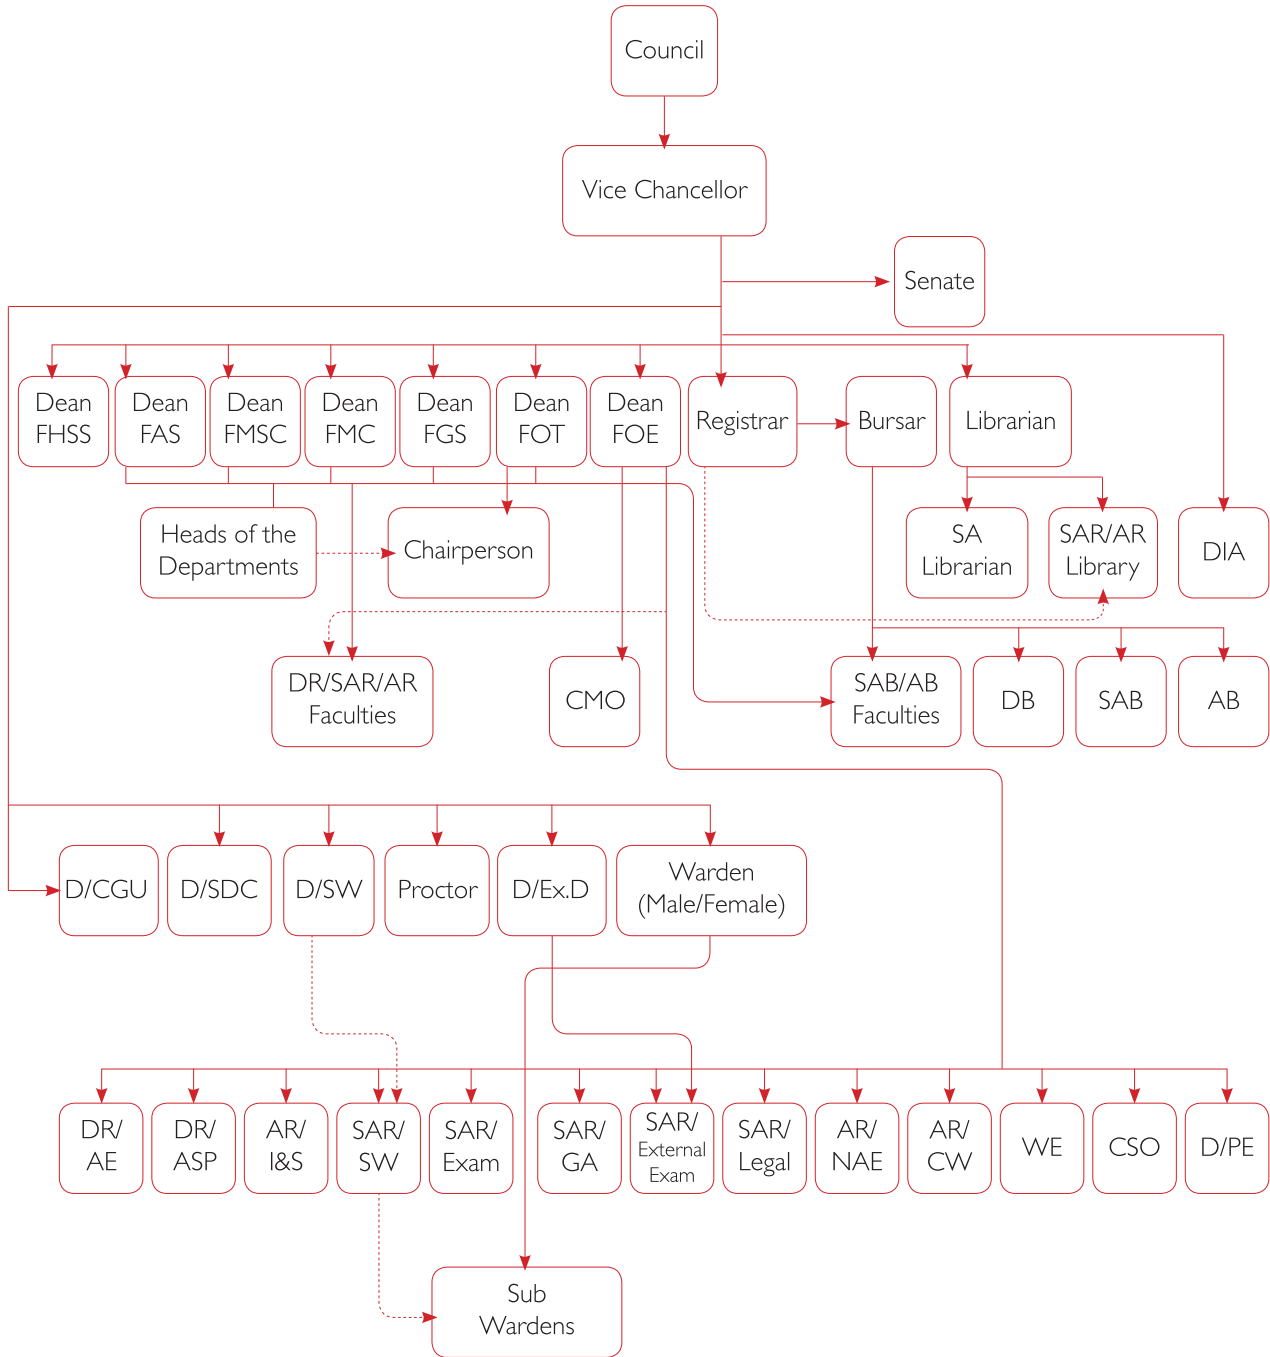 Council
Vice Chancellor
Senate
Dean
FHSS
Dean
FAS
Dean
FMSC
Dean
FMC
Dean
FGS
Dean
FOT
Dean
FOE
Registrar
Bursar
Librarian
Heads of the
Departments
Chairperson
SA
Librarian
SAR/AR
Library
DIA
DR/SAR/AR
Faculties
CMO
SAB/AB
Faculties
DB
SAB
AB
D/CGU
D/SDC
D/SW
Proctor
D/Ex.D
Warden
(Male/Female)
DR/
AE
DR/
ASP
AR/
I&S
SAR/
SW
SAR/
Exam
SAR/
GA
SAR/
External
Exam
SAR/
Legal
AR/
NAE
AR/
CW
WE
CSO
D/PE
Sub
Wardens